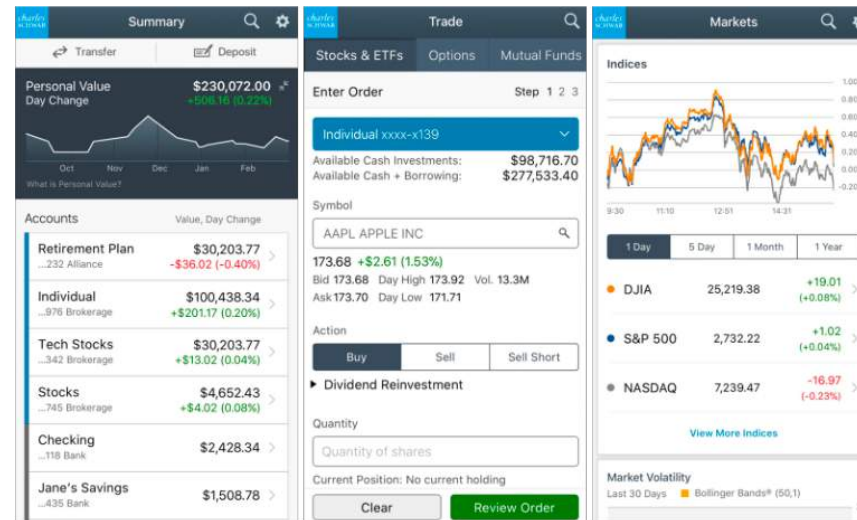 charles
SCHWAB
Summary
Transfer
Deposit
Personal Value
$230,072.00
Day Change
+506.16 (0.22%)
Oct Nov Dec Jan Feb
What is Personal Value?
Accounts
Value, Day Change
Retirement Plan
$30,203.77
...232 Alliance
-$36.02 (-0.40%)
Individual
$100,438.34
...976 Brokerage
+$201.17 (0.20%)
Tech Stocks
$30,203.77
...342 Brokerage
+$13.02 (0.04%)
Stocks
$4,652.43
...745 Brokerage
+$4.02 (0.08%)
Checking
$2,428.34
...118 Bank
Jane's Savings
$1,508.78
...435 Bank
charles
SCHWAB
Trade
Stocks & ETFs
Options
Mutual Funds
Enter Order
Step 1 2 3
Individual xxxx-x139
Available Cash Investments: $98,716.70
Available Cash + Borrowing: $277,533.40
Symbol
AAPL APPLE INC
173.68 +$2.61 (1.53%)
Bid 173.68 Day High 173.92 Vol. 13.3M
Ask 173.70 Day Low 171.71
Action
Buy
Sell
Sell Short
Dividend Reinvestment
Quantity
Quantity of shares
Current Position: No current holding
Clear
Review Order
charles
SCHWAB
Markets
Indices
1.00
0.80
0.60
0.40
0.20
0.00
-0.20
9:30 11:10 12:51 14:31
1 Day
5 Day
1 Month
1 Year
DJIA
25,219.38
+19.01
(+0.08%)
S&P 500
2,732.22
+1.02
(+0.04%)
NASDAQ
7,239.47
-16.97
(-0.23%)
View More Indices
Market Volatility
Last 30 Days
Bollinger Bands® (50,1)